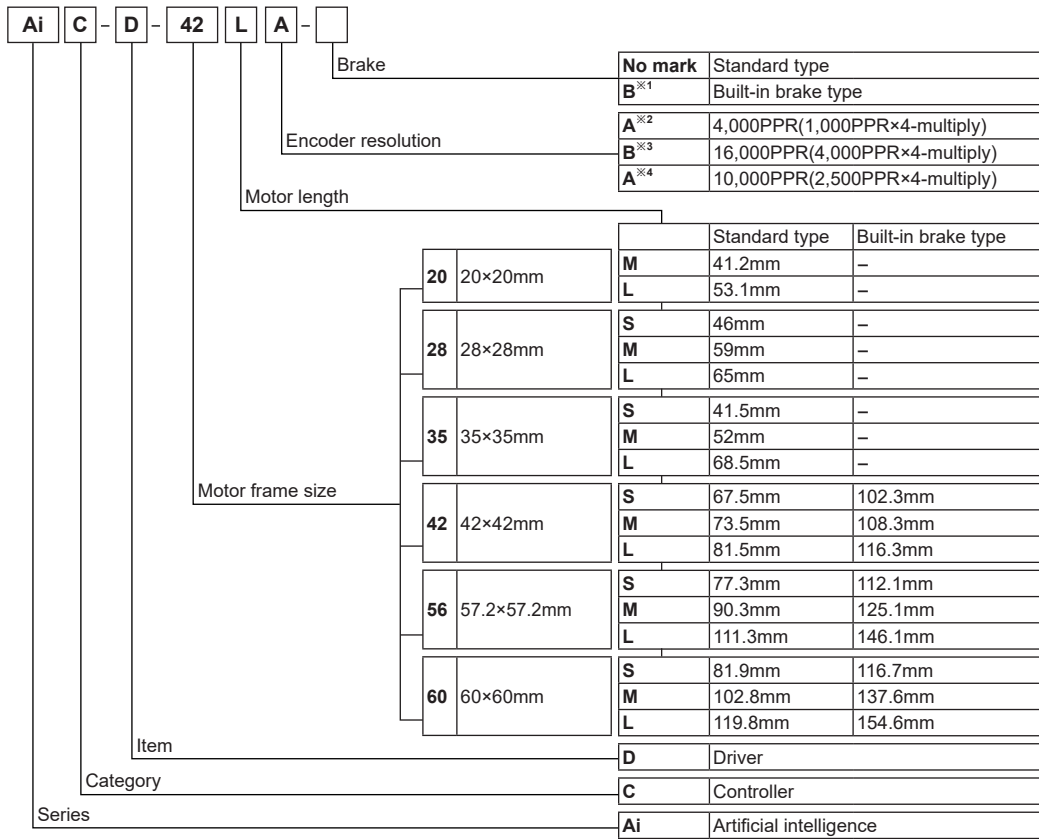 Ai C - D - 42 L A -
Brake
No mark Standard type
B※1 Built-in brake type
Encoder resolution
A※2 4,000PPR(1,000PPR×4-multiply)
B※3 16,000PPR(4,000PPR×4-multiply)
A※4 10,000PPR(2,500PPR×4-multiply)
Motor length
Standard type Built-in brake type
20 20×20mm
M 41.2mm –
L 53.1mm –
28 28×28mm
S 46mm –
M 59mm –
L 65mm –
35 35×35mm
S 41.5mm –
M 52mm –
L 68.5mm –
Motor frame size
42 42×42mm
S 67.5mm 102.3mm
M 73.5mm 108.3mm
L 81.5mm 116.3mm
56 57.2×57.2mm
S 77.3mm 112.1mm
M 90.3mm 125.1mm
L 111.3mm 146.1mm
60 60×60mm
S 81.9mm 116.7mm
M 102.8mm 137.6mm
L 119.8mm 154.6mm
Item
D Driver
Category
C Controller
Series
Ai Artificial intelligence